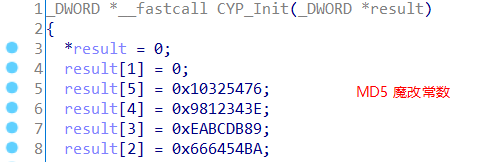 1 _DWORD *__fastcall CYP_Init(_DWORD *result)
2 {
3 *result = 0;
4 result[1] = 0;
5 result[5] = 0x10325476;
6 result[4] = 0x9812343E; MD5 魔改常数
7 result[3] = 0xEABCDB89;
8 result[2] = 0x666454BA;